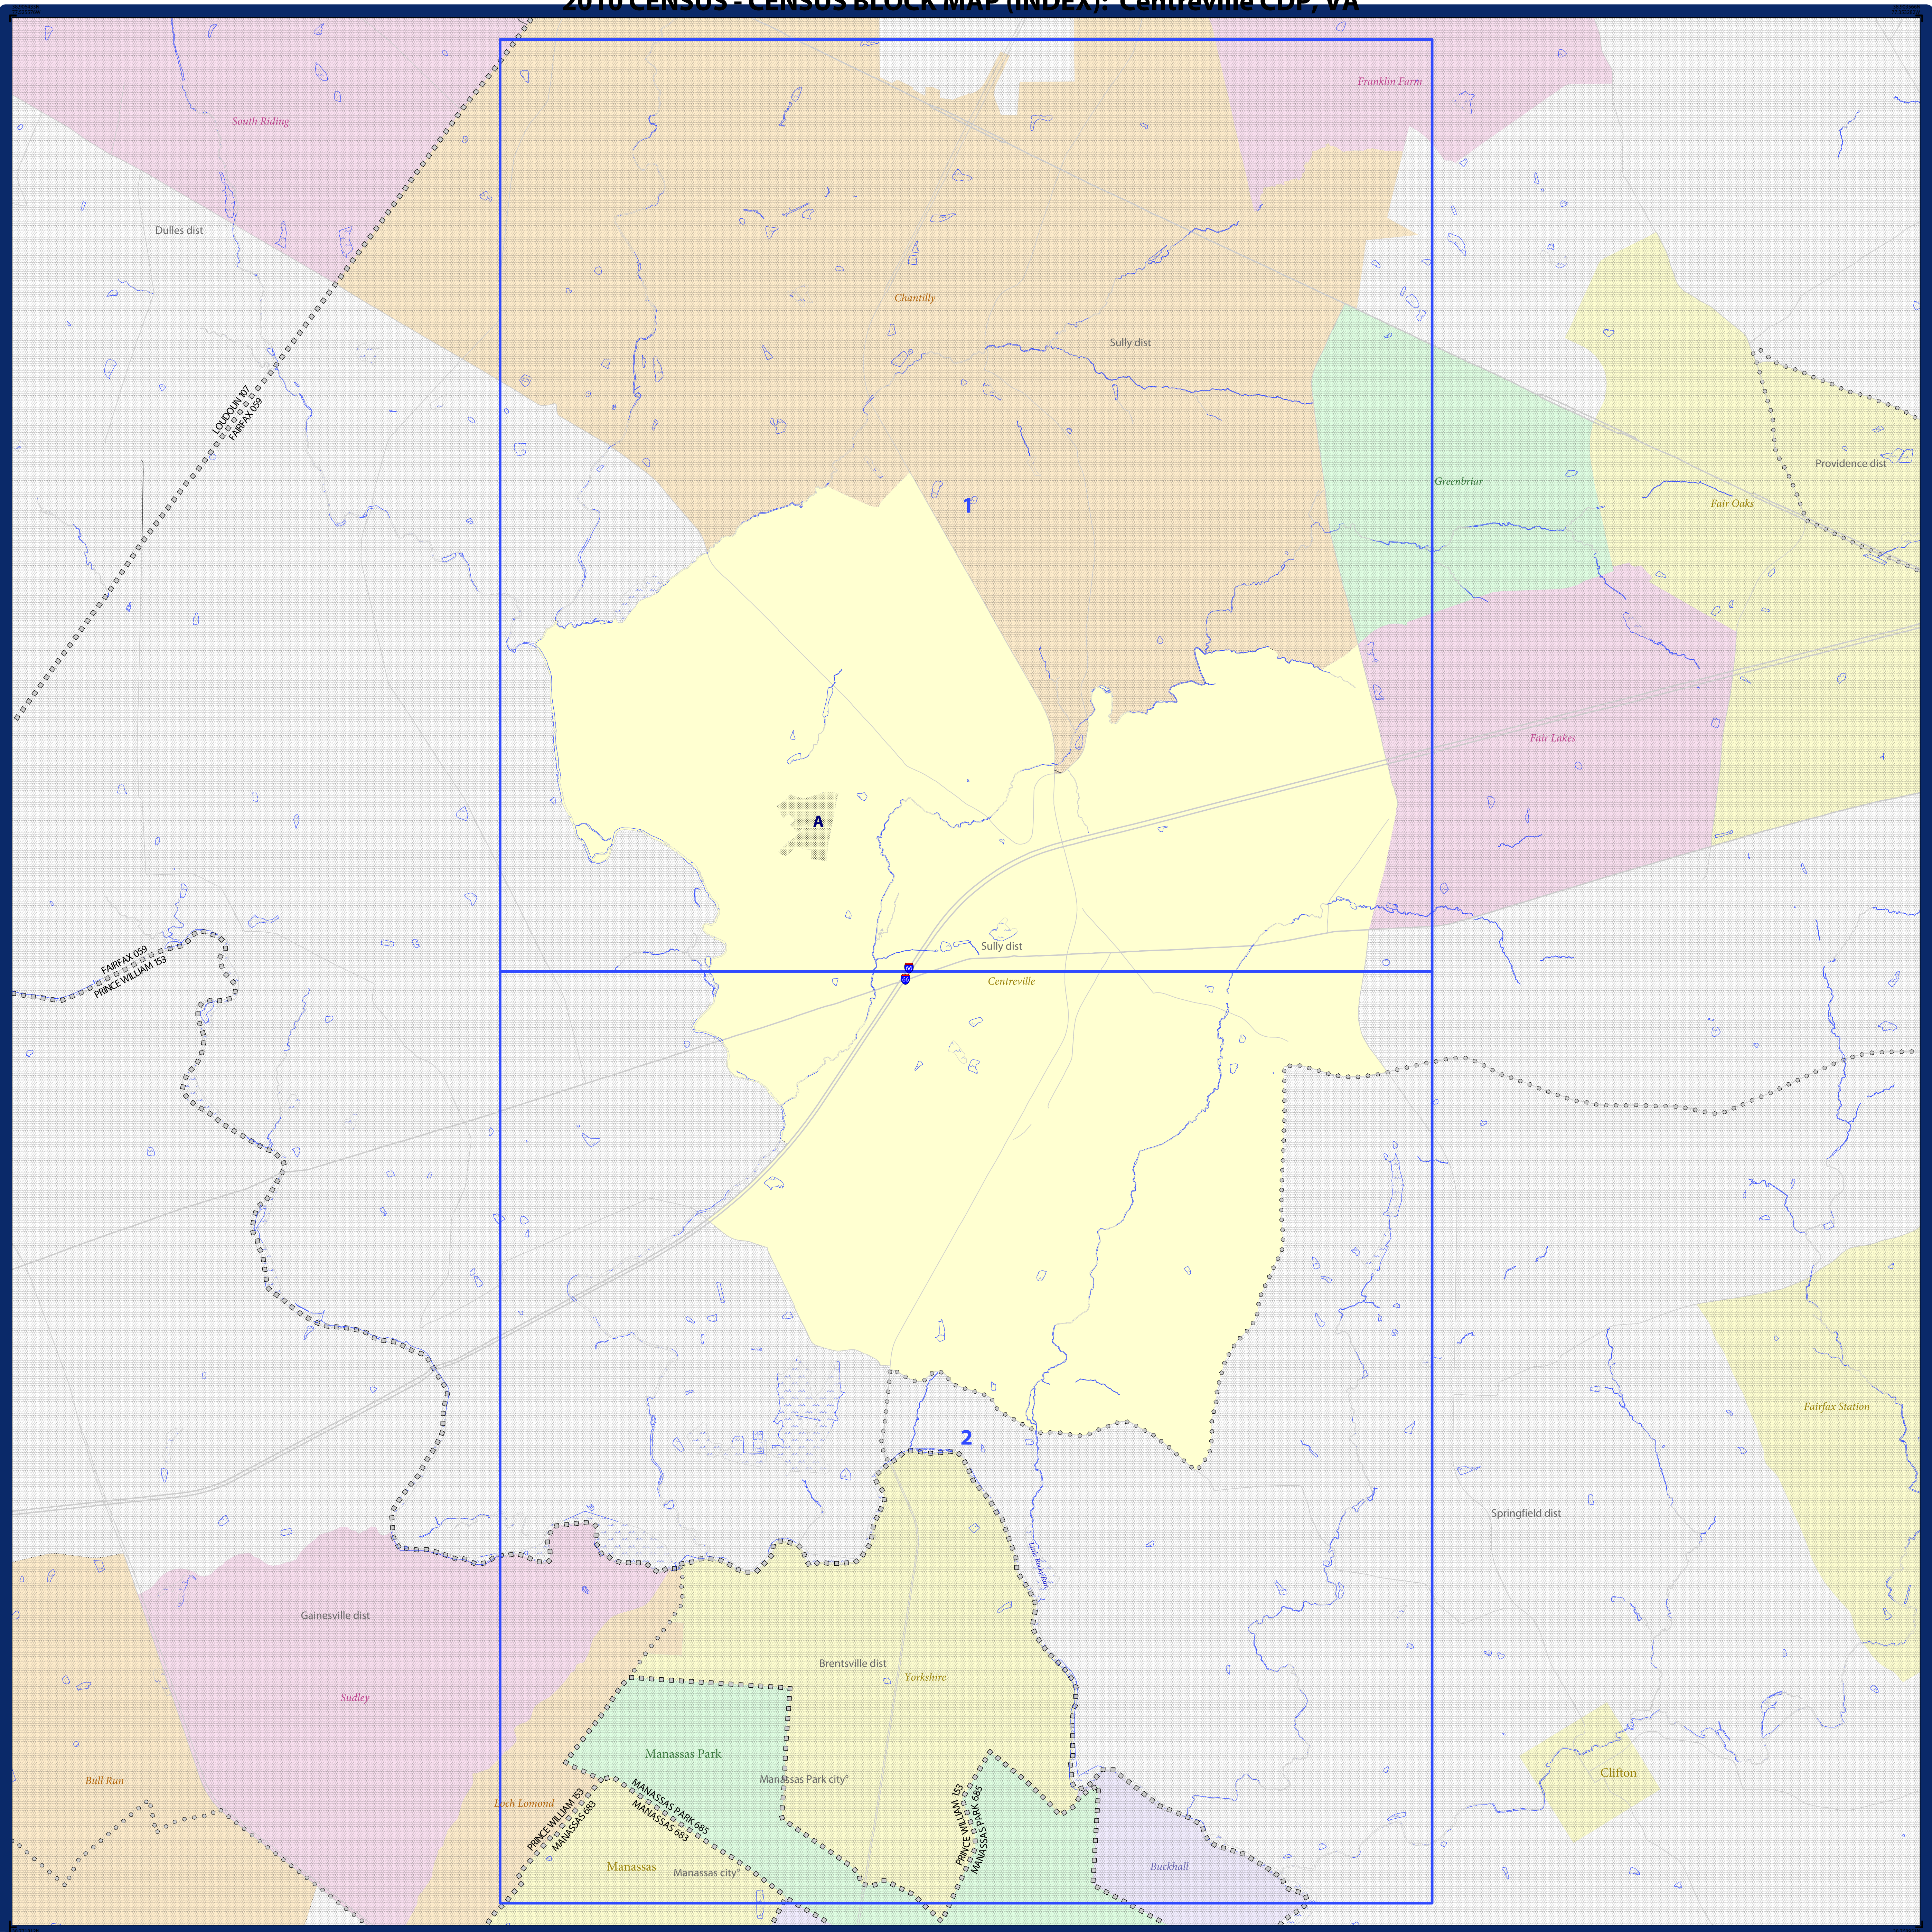 2010 CENSUS - CENSUS BLOCK MAP (INDEX): Centreville CDP, VA
Franklin Farm
South Riding
Dulles dist
Chantilly
Sully dist
LOUDOUN 107
FAIRFAX 059
Providence dist
Greenbriar
Fair Oaks
1
Fair Lakes
A
Sully dist
FAIRFAX 059
PRINCE WILLIAM 153
Centreville
Fairfax Station
2
Springfield dist
Little Rocky Run
Gainesville dist
Brentsville dist
Yorkshire
Sudley
Manassas Park
Clifton
Bull Run
Manassas Park city°
Loch Lomond
PRINCE WILLIAM 153
MANASSAS 683
MANASSAS PARK 685
MANASSAS 683
PRINCE WILLIAM 153
MANASSAS PARK 685
Manassas
Manassas city°
Buckhall